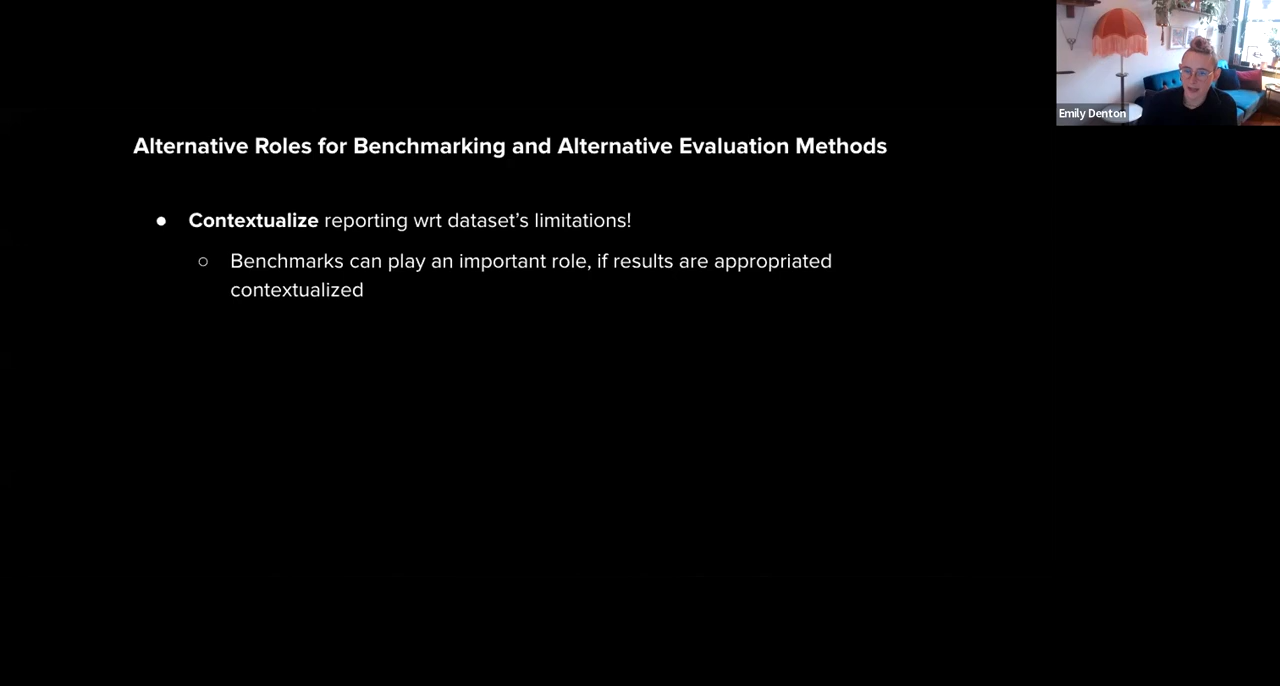 Emily Denton
Alternative Roles for Benchmarking and Alternative Evaluation Methods
● Contextualize reporting wrt dataset’s limitations!
○ Benchmarks can play an important role, if results are appropriated
contextualized